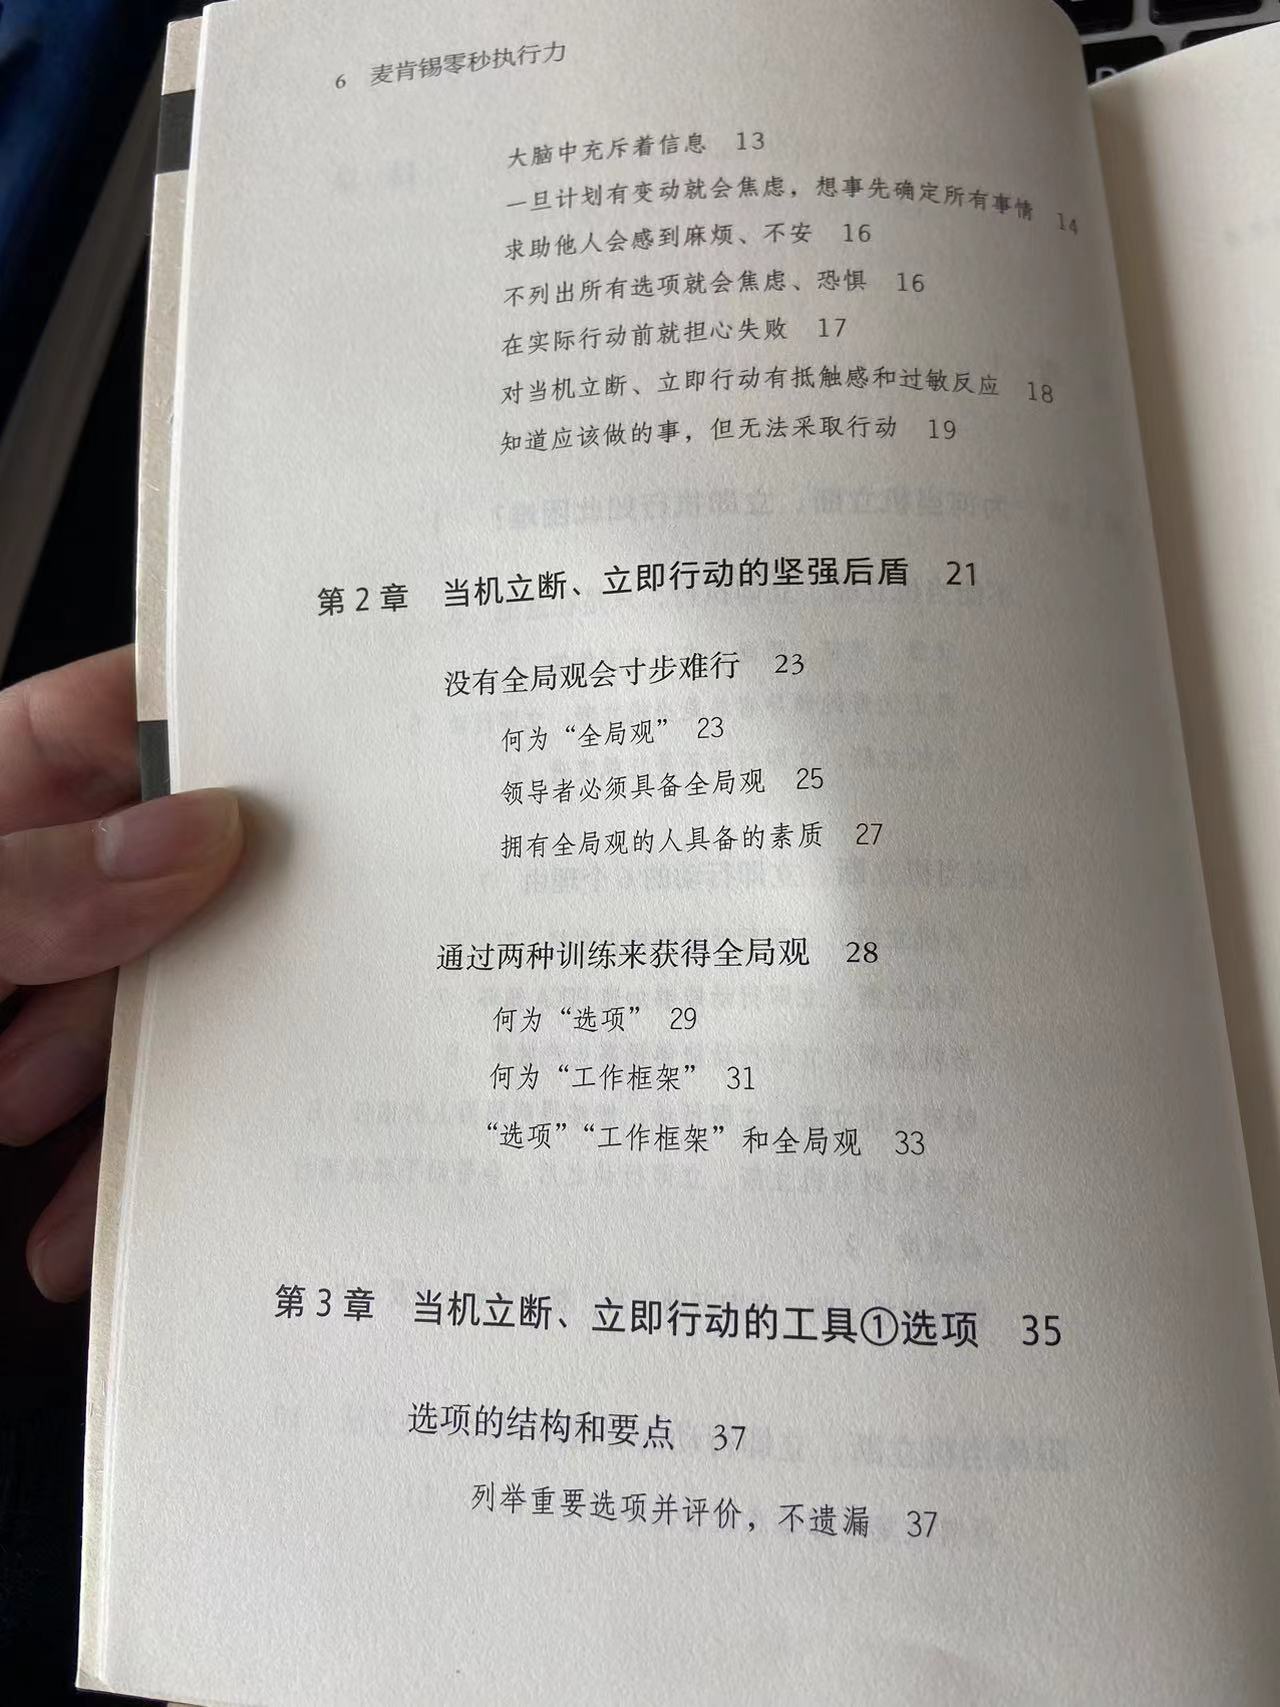 6 麦肯锡零秒执行力
大脑中充斥着信息 13
一旦计划有变动就会焦虑，想事先确定所有事情 14
求助他人会感到麻烦、不安 16
不列出所有选项就会焦虑、恐惧 16
在实际行动前就担心失败 17
对当机立断、立即行动有抵触感和过敏反应 18
知道应该做的事，但无法采取行动 19
第2章 当机立断、立即行动的坚强后盾 21
没有全局观会寸步难行 23
何为“全局观” 23
领导者必须具备全局观 25
拥有全局观的人具备的素质 27
通过两种训练来获得全局观 28
何为“选项” 29
何为“工作框架” 31
“选项”“工作框架”和全局观 33
第3章 当机立断、立即行动的工具①选项 35
选项的结构和要点 37
列举重要选项并评价，不遗漏 37